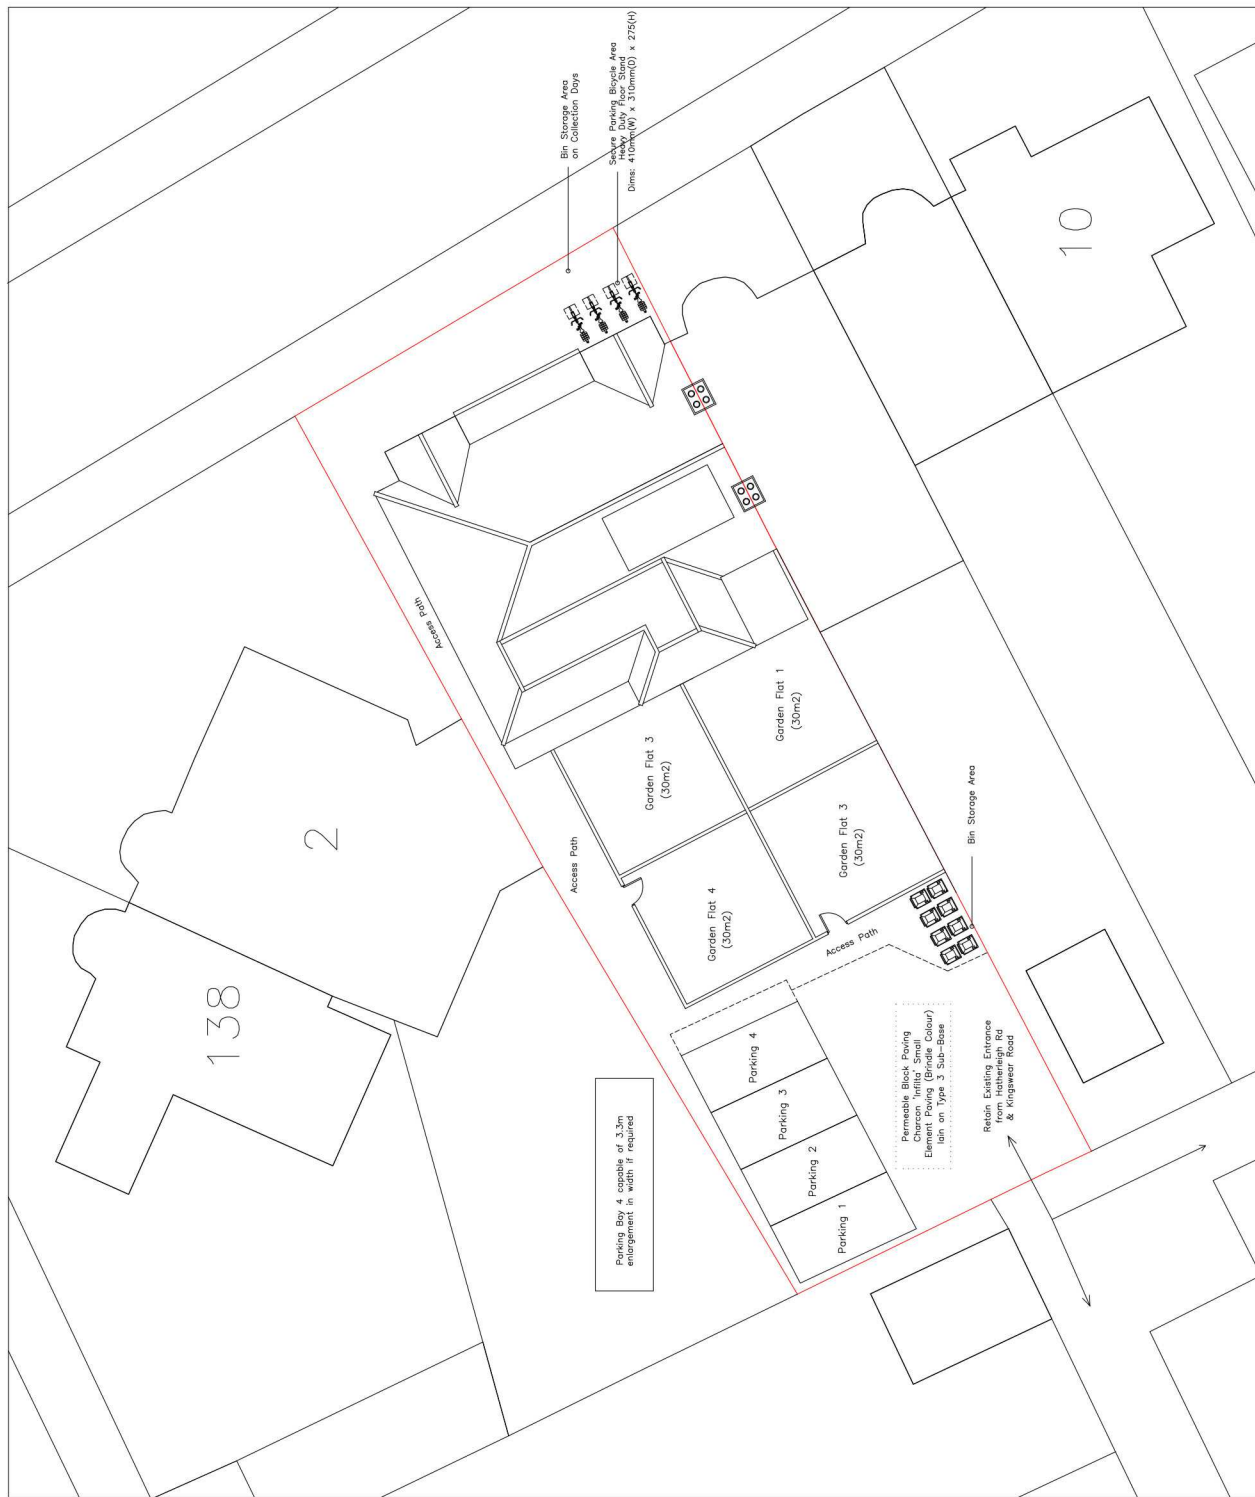 Bin Storage Area
on Collection Days
Secure Parking Bicycle Area
Heavy Duty Floor Stand
Dims: 410mm(W) x 310mm(D) x 275(H)
10
Access Path
2
138
Garden Flat 1
(30m2)
Garden Flat 3
(30m2)
Access Path
Garden Flat 3
(30m2)
Garden Flat 4
(30m2)
Bin Storage Area
Access Path
Parking 4
Parking 3
Parking 2
Parking 1
Permeable Block Paving
Charcon 'Infilta' Small
Element Paving (Brindle Colour)
lain on Type 3 Sub-Base
Retain Existing Entrance
from Hatherleigh Rd
& Kingswear Road
Parking Bay 4 capable of 3.3m
enlargement in width if required